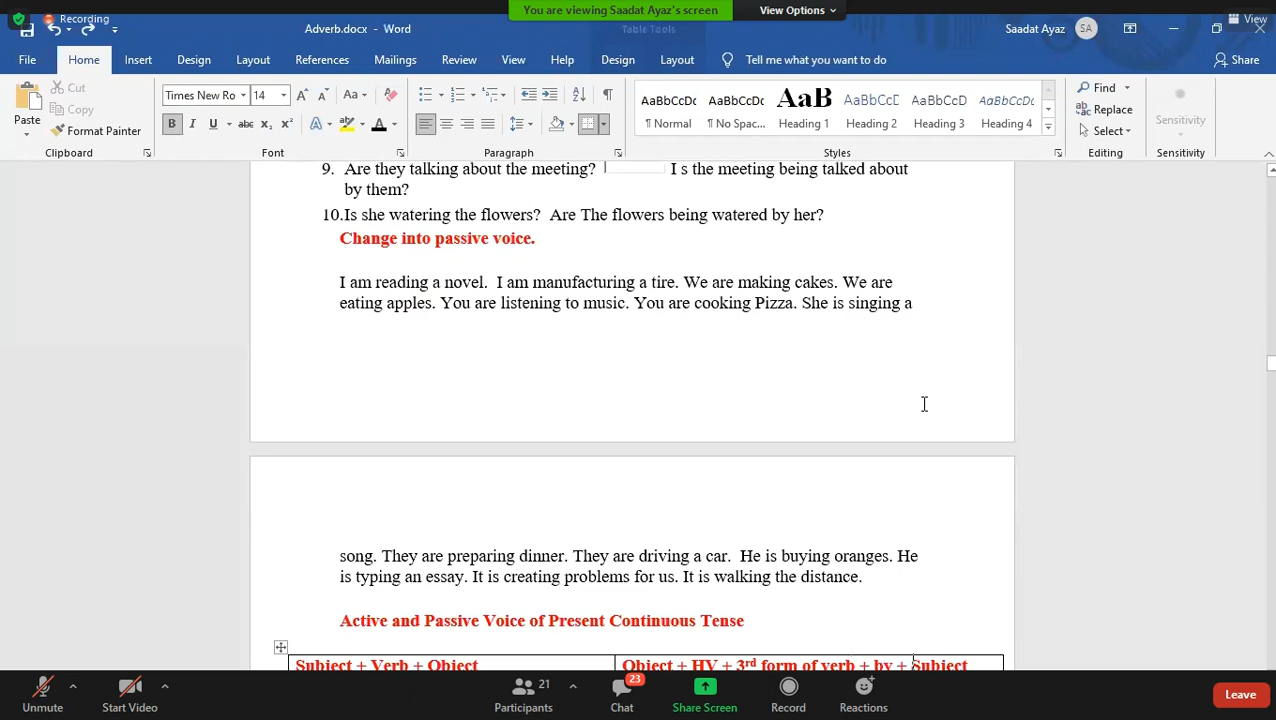 Recording
You are viewing Saadat Ayaz's screen
View Options
View
Adverb.docx - Word
Table Tools
Saadat Ayaz
SA
File
Home
Insert
Design
Layout
References
Mailings
Review
View
Help
Design
Layout
Tell me what you want to do
Share
Paste
Cut
Copy
Format Painter
Clipboard
Times New Ro
14
Font
Paragraph
AaBbCcDc
¶ Normal
AaBbCcDc
¶ No Spac...
AaB
Heading 1
AaBbCcDc
Heading 2
AaBbCcDc
Heading 3
AaBbCcDc
Heading 4
Styles
Find
Replace
Select
Editing
Sensitivity
Sensitivity
9. Are they talking about the meeting? I s the meeting being talked about
by them?
10.Is she watering the flowers? Are The flowers being watered by her?
Change into passive voice.
I am reading a novel. I am manufacturing a tire. We are making cakes. We are
eating apples. You are listening to music. You are cooking Pizza. She is singing a
song. They are preparing dinner. They are driving a car. He is buying oranges. He
is typing an essay. It is creating problems for us. It is walking the distance.
Active and Passive Voice of Present Continuous Tense
Subject + Verb + Object
Object + HV + 3rd form of verb + by + Subject
Unmute
Start Video
21
Participants
23
Chat
Share Screen
Record
Reactions
Leave